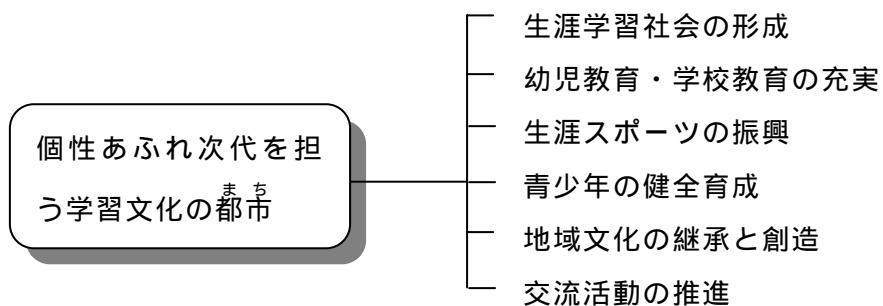 個性あふれ次代を担
う学習文化の都市
まち
生涯学習社会の形成
幼児教育・学校教育の充実
生涯スポーツの振興
青少年の健全育成
地域文化の継承と創造
交流活動の推進